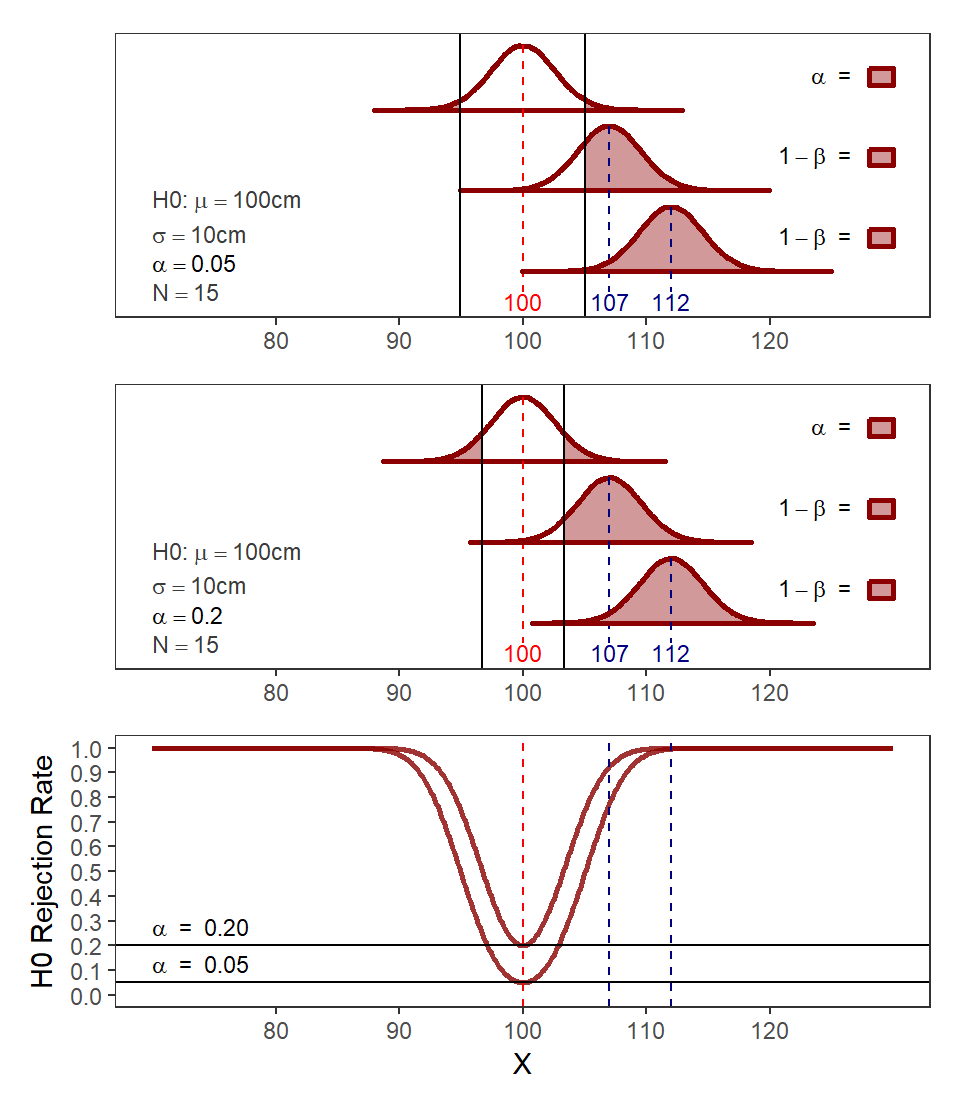 α =
1 − β =
1 − β =
H0: μ = 100cm
σ = 10cm
α = 0.05
N = 15
100 107 112
80 90 100 110 120
α =
1 − β =
1 − β =
H0: μ = 100cm
σ = 10cm
α = 0.2
N = 15
100 107 112
80 90 100 110 120
H0 Rejection Rate
1.0
0.9
0.8
0.7
0.6
0.5
0.4
0.3
0.2
0.1
0.0
α = 0.20
α = 0.05
80 90 100 110 120
X